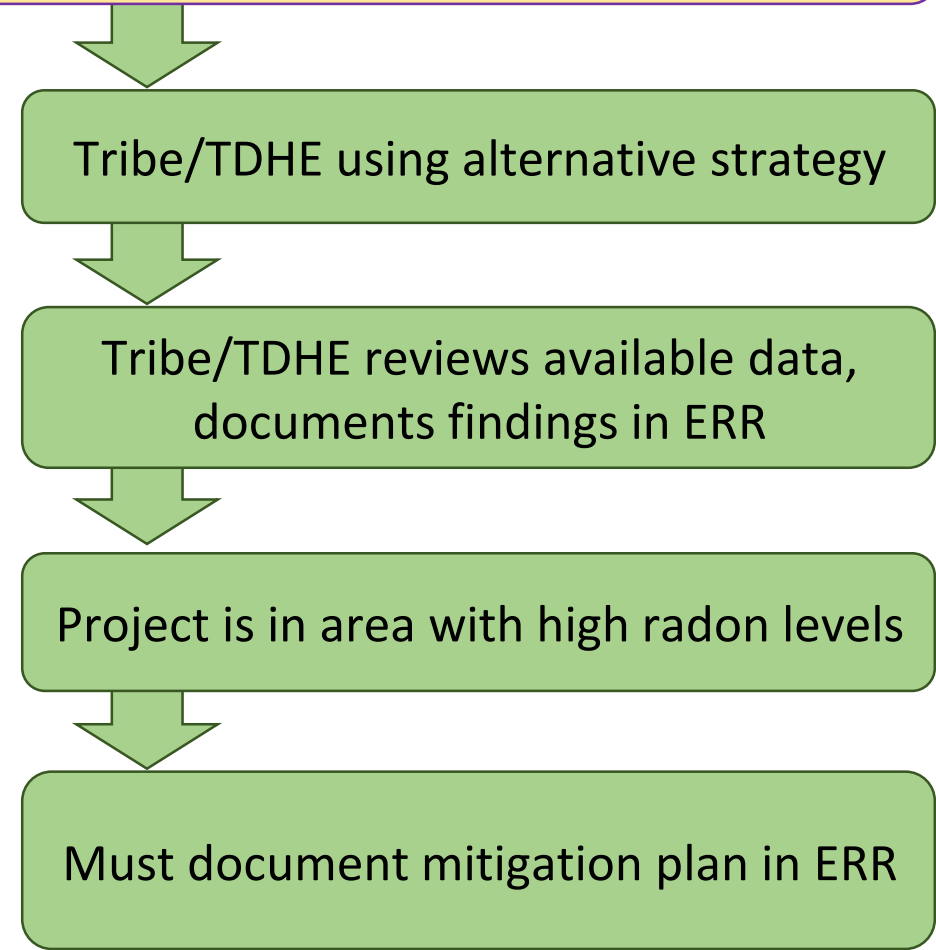 Tribe/TDHE using alternative strategy
Tribe/TDHE reviews available data,
documents findings in ERR
Project is in area with high radon levels
Must document mitigation plan in ERR